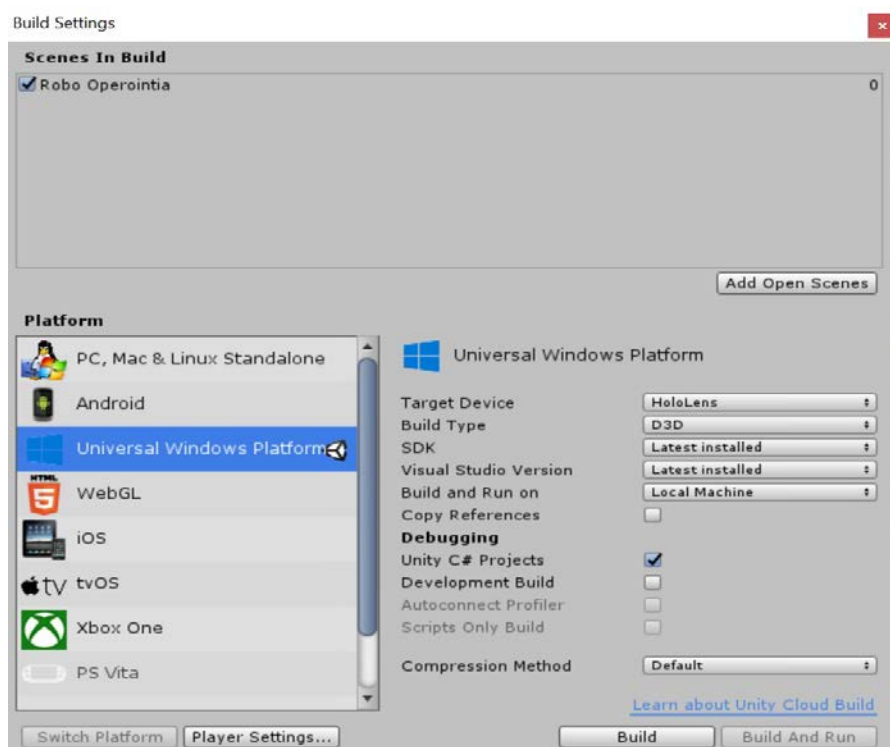 Build Settings
Scenes In Build
Robo Operointia 0
Add Open Scenes
Platform
PC, Mac & Linux Standalone
Android
Universal Windows Platform
HTML
5
WebGL
iOS
tv tvOS
Xbox One
PS Vita
Universal Windows Platform
Target Device HoloLens
Build Type D3D
SDK Latest installed
Visual Studio Version Latest installed
Build and Run on Local Machine
Copy References
Debugging
Unity C# Projects
Development Build
Autoconnect Profiler
Scripts Only Build
Compression Method Default
Learn about Unity Cloud Build
Switch Platform Player Settings... Build Build And Run